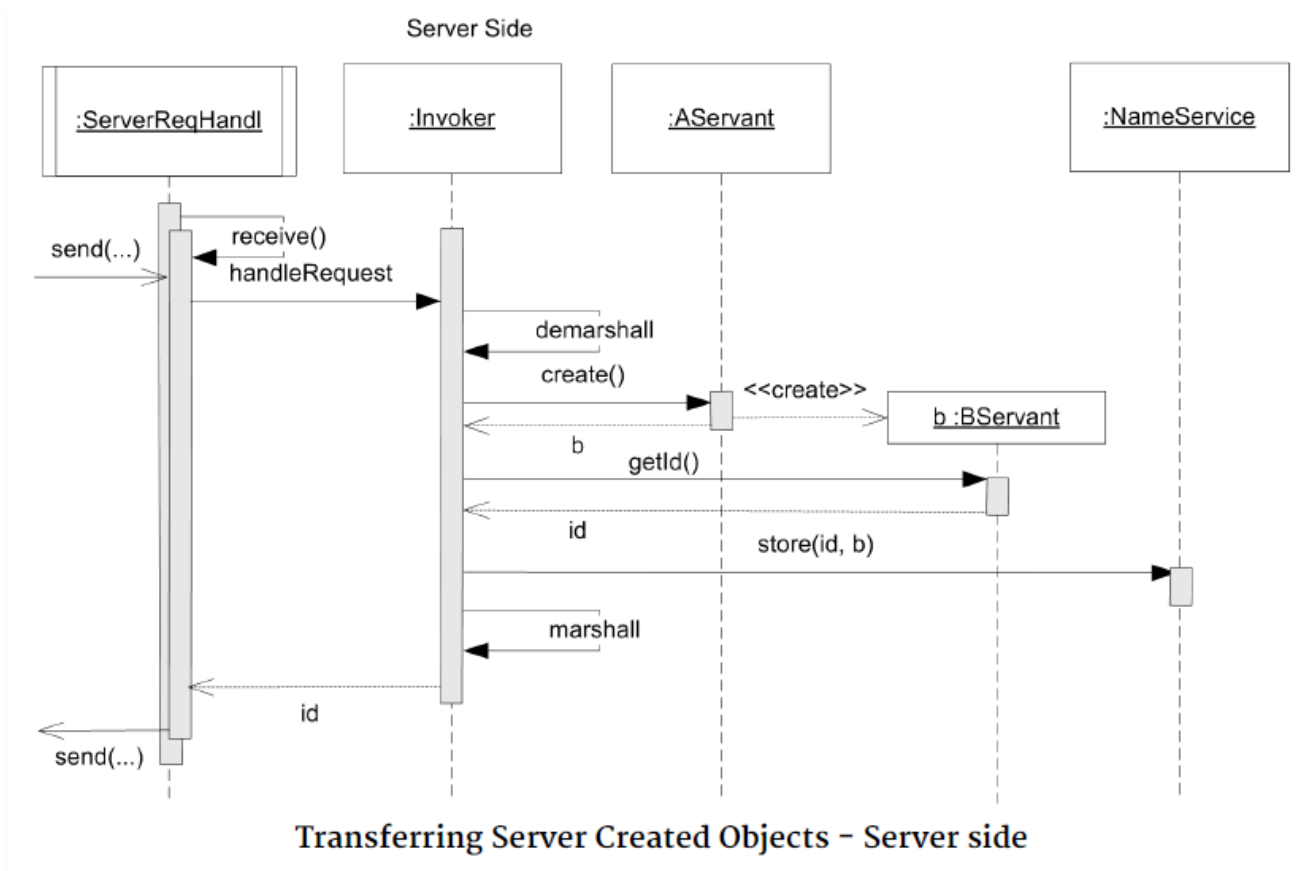 Server Side
:ServerReqHandl
:Invoker
:AServant
:NameService
receive()
send(...)
handleRequest
demarshall
create()
<<create>>
b :BServant
b
getId()
id
store(id, b)
marshall
id
send(...)
Transferring Server Created Objects - Server side